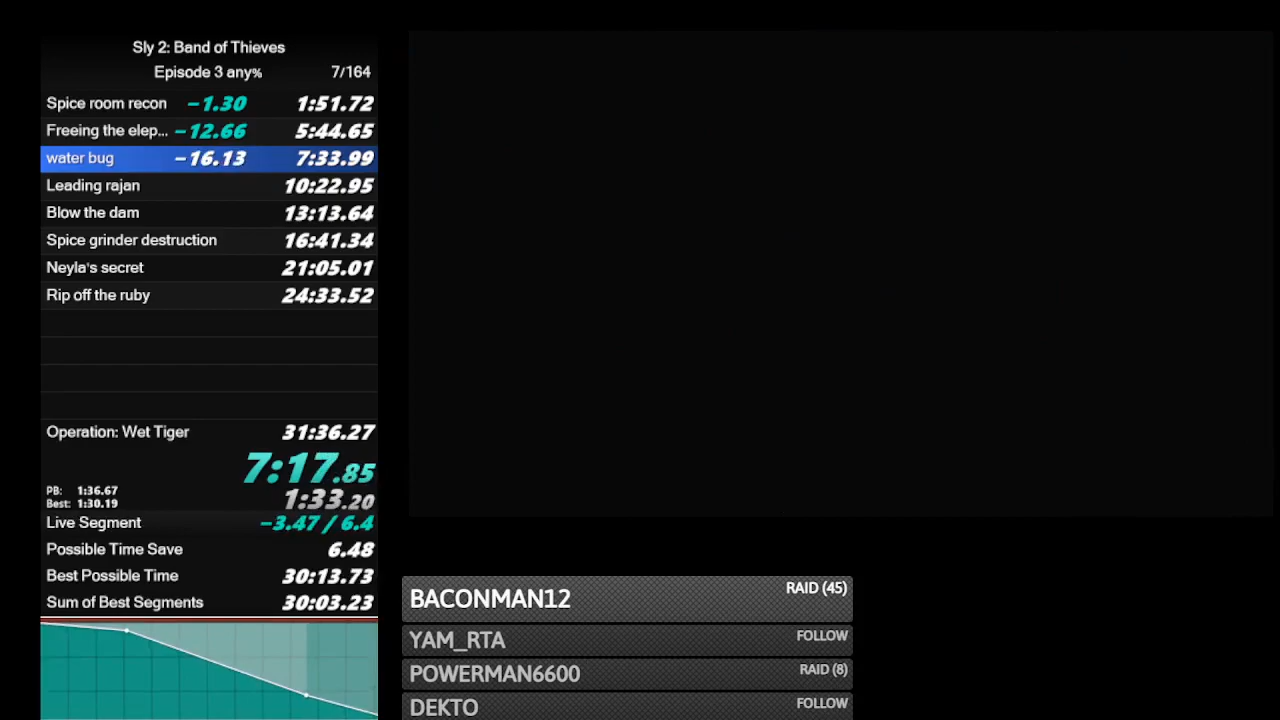 Sly 2: Band of Thieves
Episode 3 any% 7/164
Spice room recon -1.30 1:51.72
Freeing the elep... -12.66 5:44.65
water bug -16.13 7:33.99
Leading rajan 10:22.95
Blow the dam 13:13.64
Spice grinder destruction 16:41.34
Neyla's secret 21:05.01
Rip off the ruby 24:33.52
Operation: Wet Tiger 31:36.27
7:17.85
PB: 1:36.67
Best: 1:30.19
1:33.20
Live Segment -3.47 / 6.4
Possible Time Save 6.48
Best Possible Time 30:13.73
Sum of Best Segments 30:03.23
BACONMAN12 RAID (45)
YAM_RTA FOLLOW
POWERMAN6600 RAID (8)
DEKTO FOLLOW